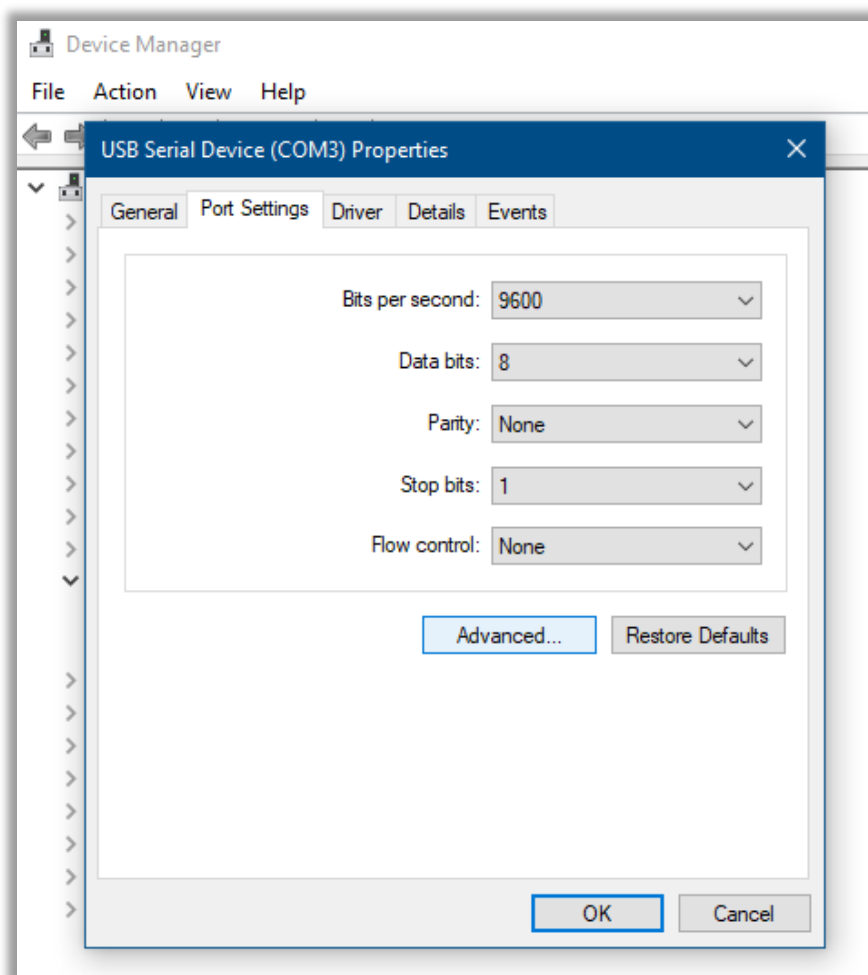 Device Manager
File Action View Help
USB Serial Device (COM3) Properties
General Port Settings Driver Details Events
Bits per second: 9600
Data bits: 8
Parity: None
Stop bits: 1
Flow control: None
Advanced... Restore Defaults
OK Cancel